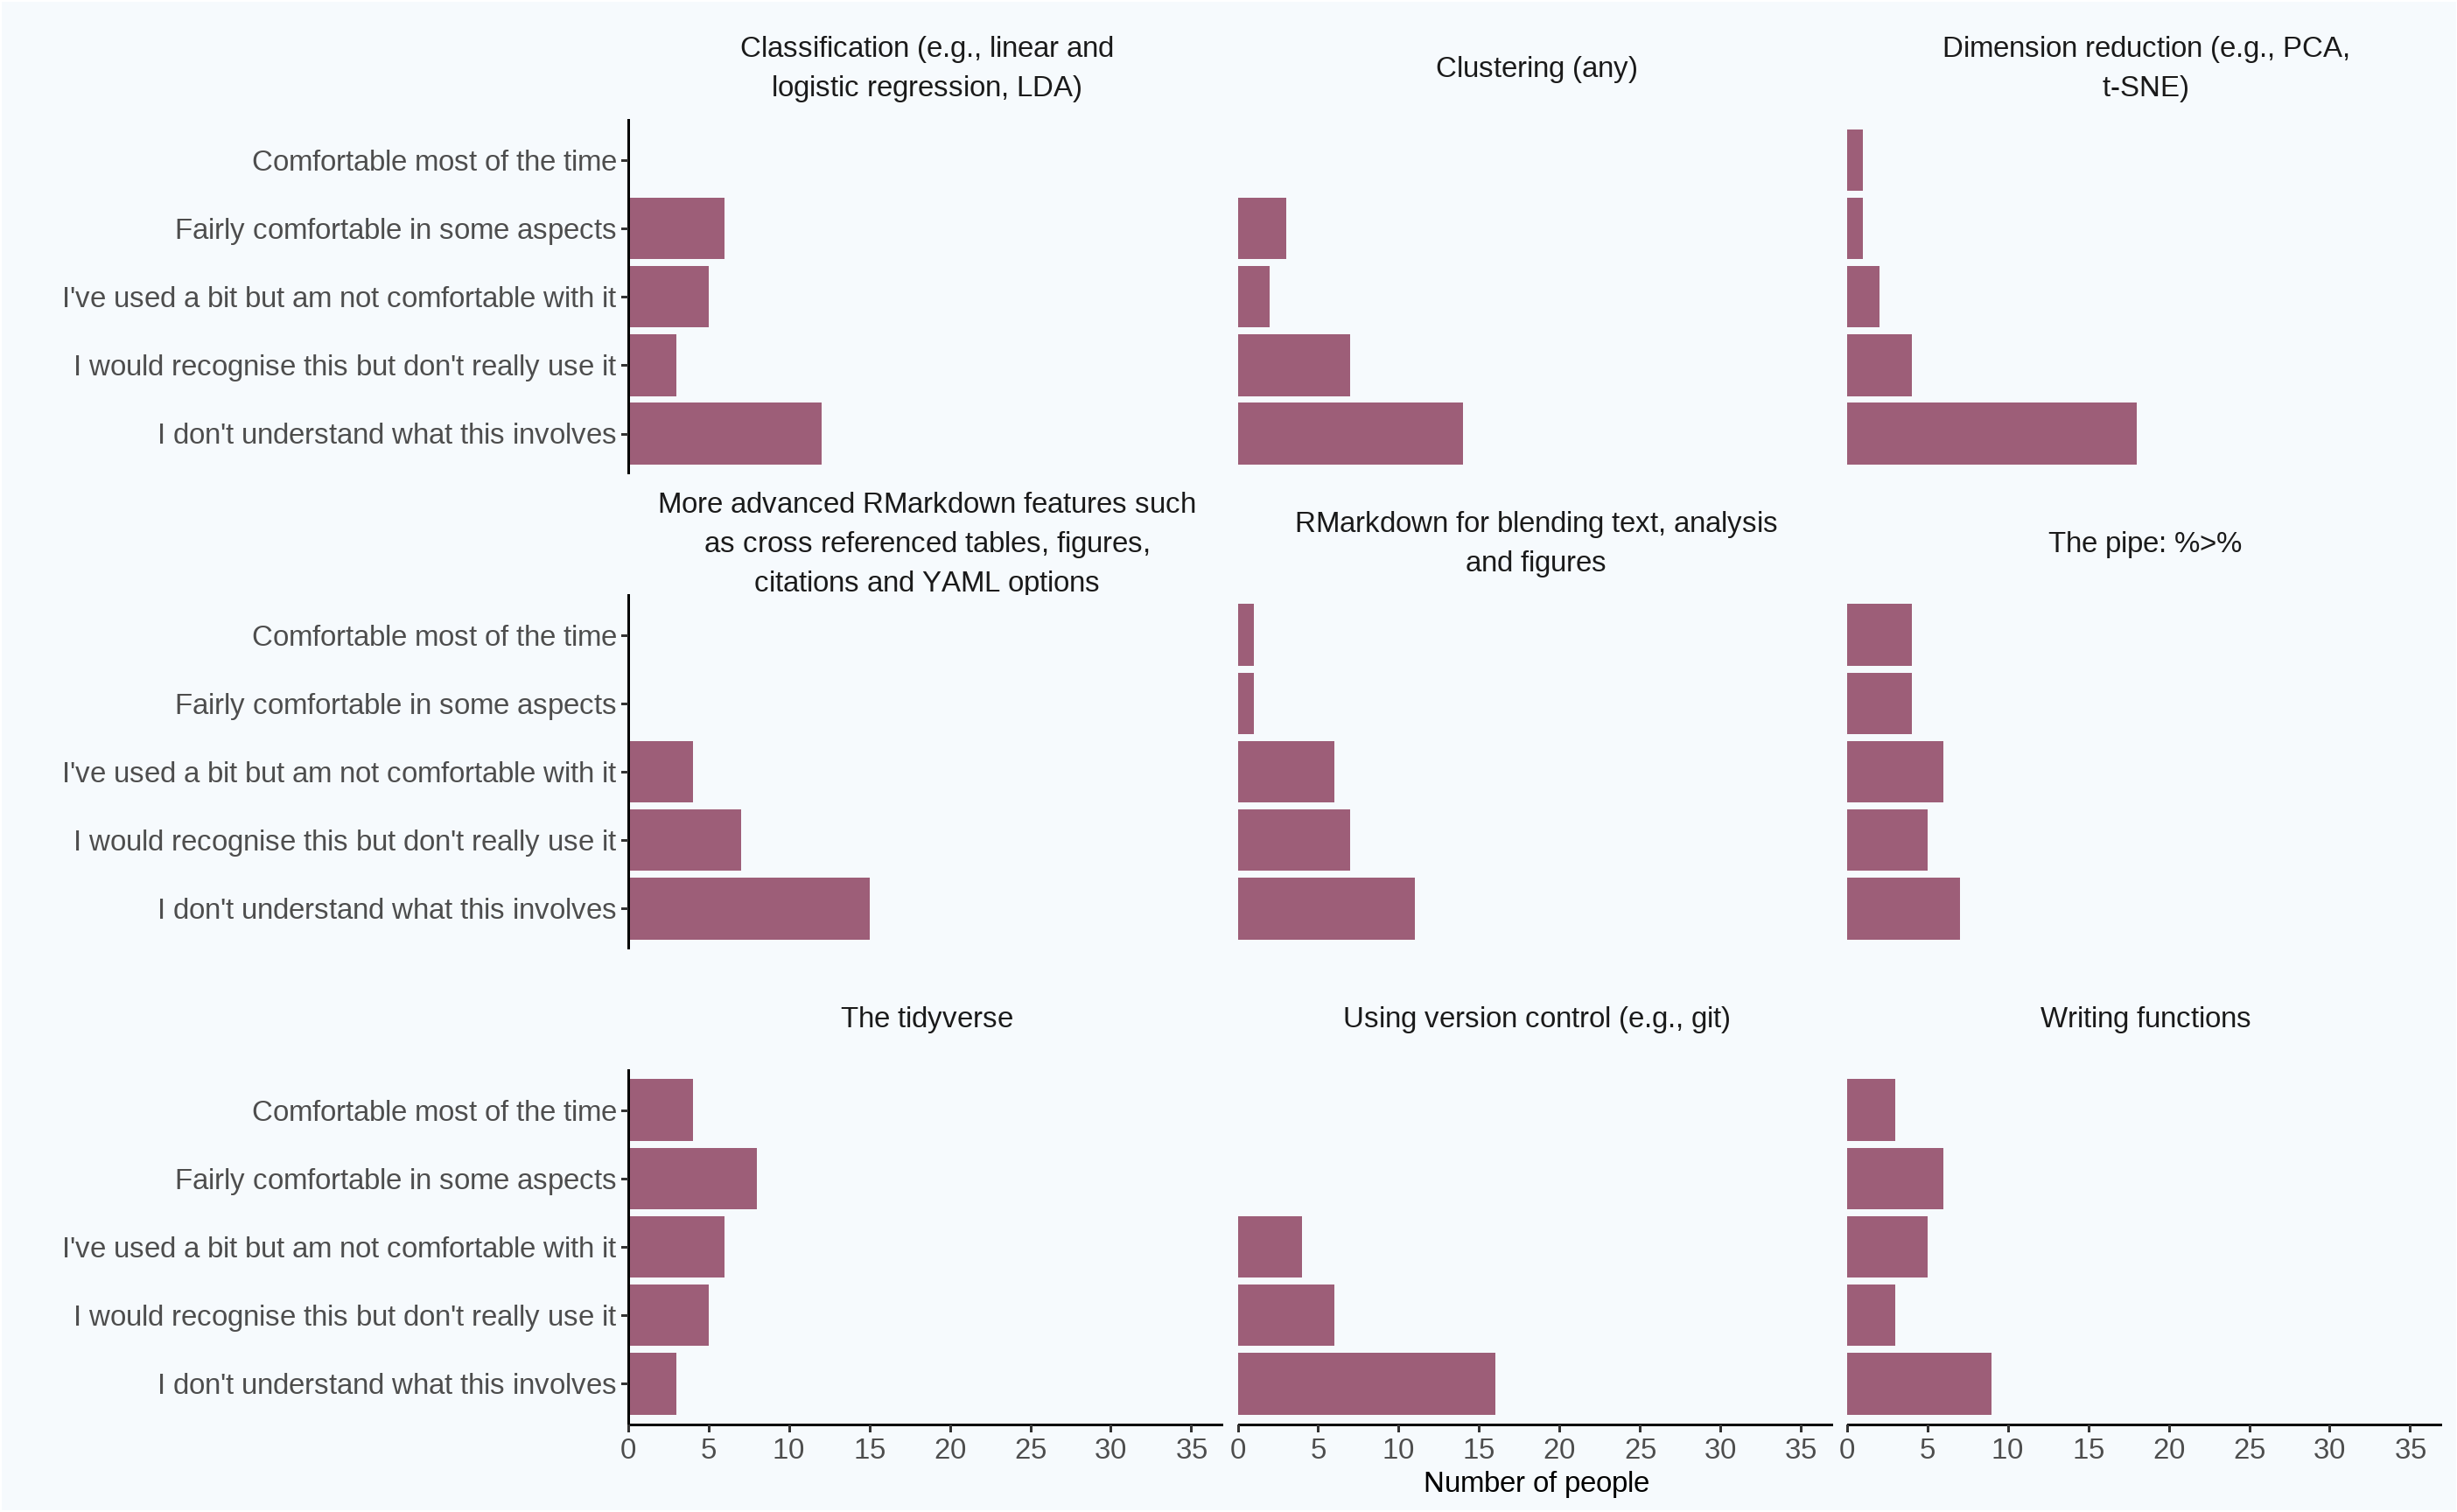 Classification (e.g., linear and
logistic regression, LDA)
Clustering (any)
Dimension reduction (e.g., PCA,
t-SNE)
Comfortable most of the time
Fairly comfortable in some aspects
I've used a bit but am not comfortable with it
I would recognise this but don't really use it
I don't understand what this involves
More advanced RMarkdown features such
as cross referenced tables, figures,
citations and YAML options
RMarkdown for blending text, analysis
and figures
The pipe: %>%
Comfortable most of the time
Fairly comfortable in some aspects
I've used a bit but am not comfortable with it
I would recognise this but don't really use it
I don't understand what this involves
The tidyverse
Using version control (e.g., git)
Writing functions
Comfortable most of the time
Fairly comfortable in some aspects
I've used a bit but am not comfortable with it
I would recognise this but don't really use it
I don't understand what this involves
0 5 10 15 20 25 30 35
0 5 10 15 20 25 30 35
0 5 10 15 20 25 30 35
Number of people